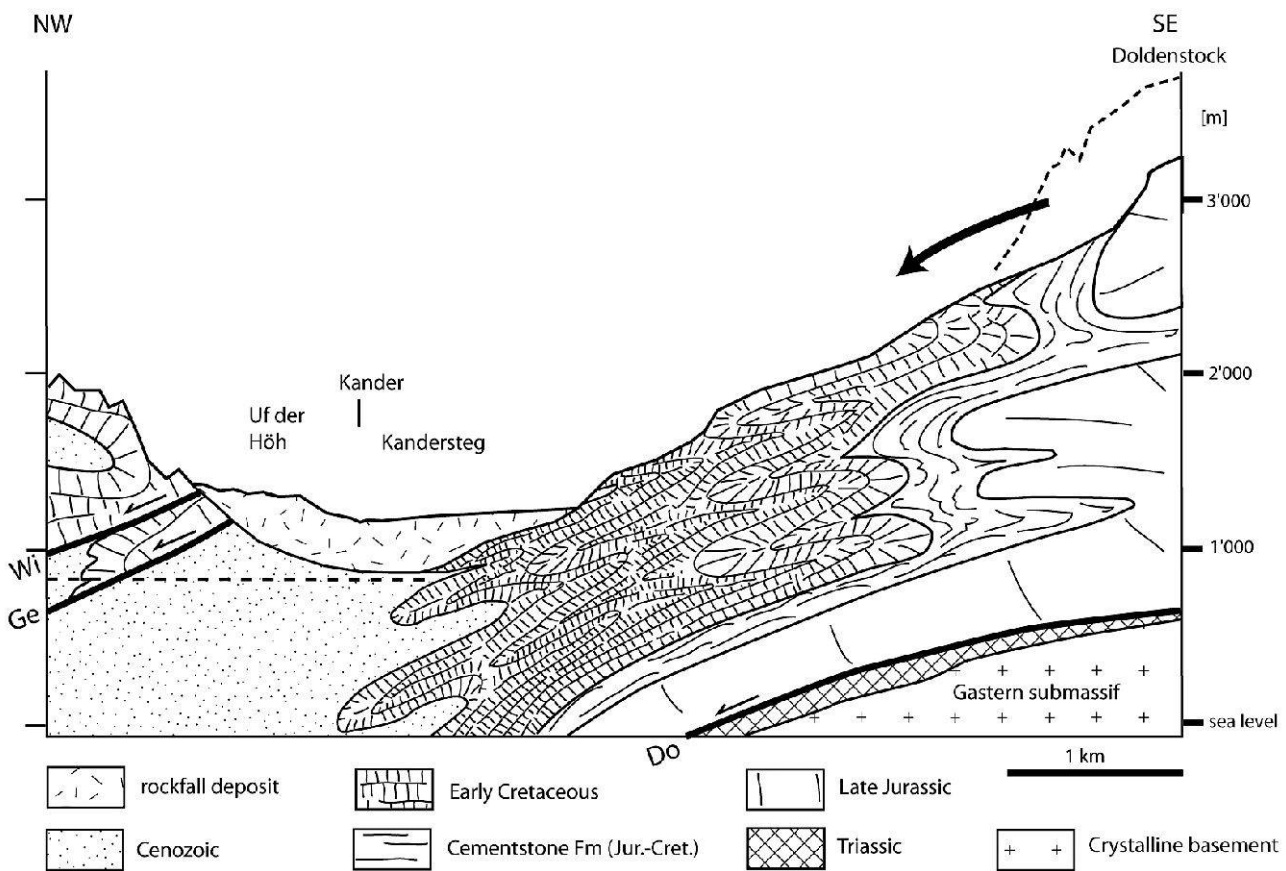 NW
SE
Doldenstock
[m]
3'000
Kander
2'000
Uf der
Höh
Kandersteg
1'000
Wi
Ge
Gastern submassif
sea level
Do
1 km
rockfall deposit
Early Cretaceous
Late Jurassic
Cenozoic
Cementstone Fm (Jur.-Cret.)
Triassic
Crystalline basement